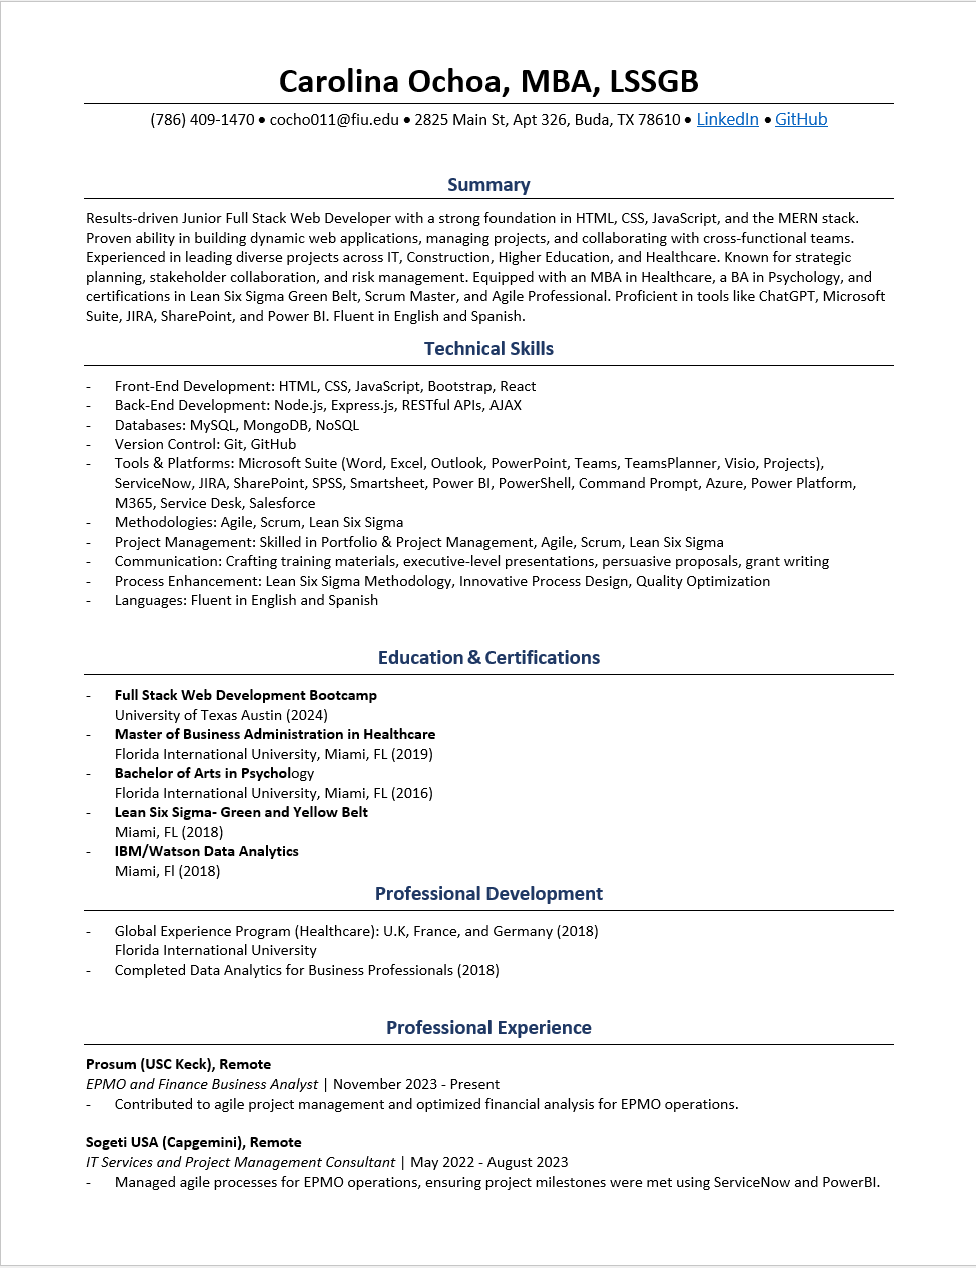 Carolina Ochoa, MBA, LSSGB
(786) 409-1470 • cocho011@fiu.edu • 2825 Main St, Apt 326, Buda, TX 78610 • LinkedIn • GitHub
Summary
Results-driven Junior Full Stack Web Developer with a strong foundation in HTML, CSS, JavaScript, and the MERN stack.
Proven ability in building dynamic web applications, managing projects, and collaborating with cross-functional teams.
Experienced in leading diverse projects across IT, Construction, Higher Education, and Healthcare. Known for strategic
planning, stakeholder collaboration, and risk management. Equipped with an MBA in Healthcare, a BA in Psychology, and
certifications in Lean Six Sigma Green Belt, Scrum Master, and Agile Professional. Proficient in tools like ChatGPT, Microsoft
Suite, JIRA, SharePoint, and Power BI. Fluent in English and Spanish.
Technical Skills
- Front-End Development: HTML, CSS, JavaScript, Bootstrap, React
- Back-End Development: Node.js, Express.js, RESTful APIs, AJAX
- Databases: MySQL, MongoDB, NoSQL
- Version Control: Git, GitHub
- Tools & Platforms: Microsoft Suite (Word, Excel, Outlook, PowerPoint, Teams, TeamsPlanner, Visio, Projects),
ServiceNow, JIRA, SharePoint, SPSS, Smartsheet, Power BI, PowerShell, Command Prompt, Azure, Power Platform,
M365, Service Desk, Salesforce
- Methodologies: Agile, Scrum, Lean Six Sigma
- Project Management: Skilled in Portfolio & Project Management, Agile, Scrum, Lean Six Sigma
- Communication: Crafting training materials, executive-level presentations, persuasive proposals, grant writing
- Process Enhancement: Lean Six Sigma Methodology, Innovative Process Design, Quality Optimization
- Languages: Fluent in English and Spanish
Education & Certifications
- Full Stack Web Development Bootcamp
University of Texas Austin (2024)
- Master of Business Administration in Healthcare
Florida International University, Miami, FL (2019)
- Bachelor of Arts in Psychology
Florida International University, Miami, FL (2016)
- Lean Six Sigma- Green and Yellow Belt
Miami, FL (2018)
- IBM/Watson Data Analytics
Miami, Fl (2018)
Professional Development
- Global Experience Program (Healthcare): U.K, France, and Germany (2018)
Florida International University
- Completed Data Analytics for Business Professionals (2018)
Professional Experience
Prosum (USC Keck), Remote
EPMO and Finance Business Analyst | November 2023 - Present
- Contributed to agile project management and optimized financial analysis for EPMO operations.
Sogeti USA (Capgemini), Remote
IT Services and Project Management Consultant | May 2022 - August 2023
- Managed agile processes for EPMO operations, ensuring project milestones were met using ServiceNow and PowerBI.